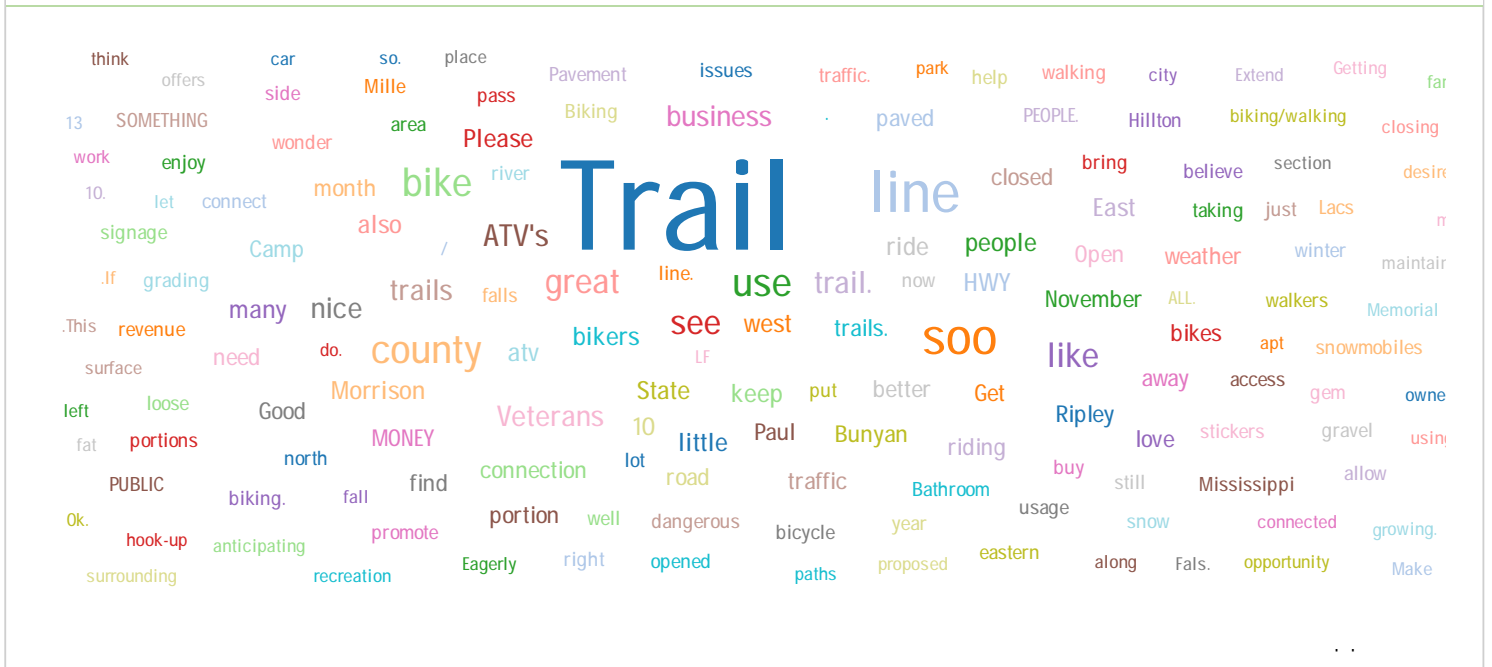 think car so. place
offers side Mille pass Pavement issues traffic. park help walking city Extend Getting
13 SOMETHING area Please Biking business . paved PEOPLE. Hillton biking/walking closing
work enjoy wonder
10. let connect month bike river Trail line closed bring believe section
signage also ATV's East taking just Lacs
Camp / ride people Open weather winter
.If grading trails falls great line. use trail. now HWY November ALL. walkers Memorial
many nice
.This revenue need do. county atv bikers see west trails. soo like bikes apt snowmobiles
surface LF
Morrison State keep put better Get away access gem
left loose Good Veterans 10 Ripley
fat portions MONEY little Paul Bunyan riding love stickers gravel
north connection lot road traffic buy
PUBLIC biking. fall find Bathroom still Mississippi allow
Ok. portion well dangerous bicycle year usage snow connected growing.
hook-up anticipating promote
surrounding recreation Eagerly right opened paths proposed eastern along Fals. opportunity Make